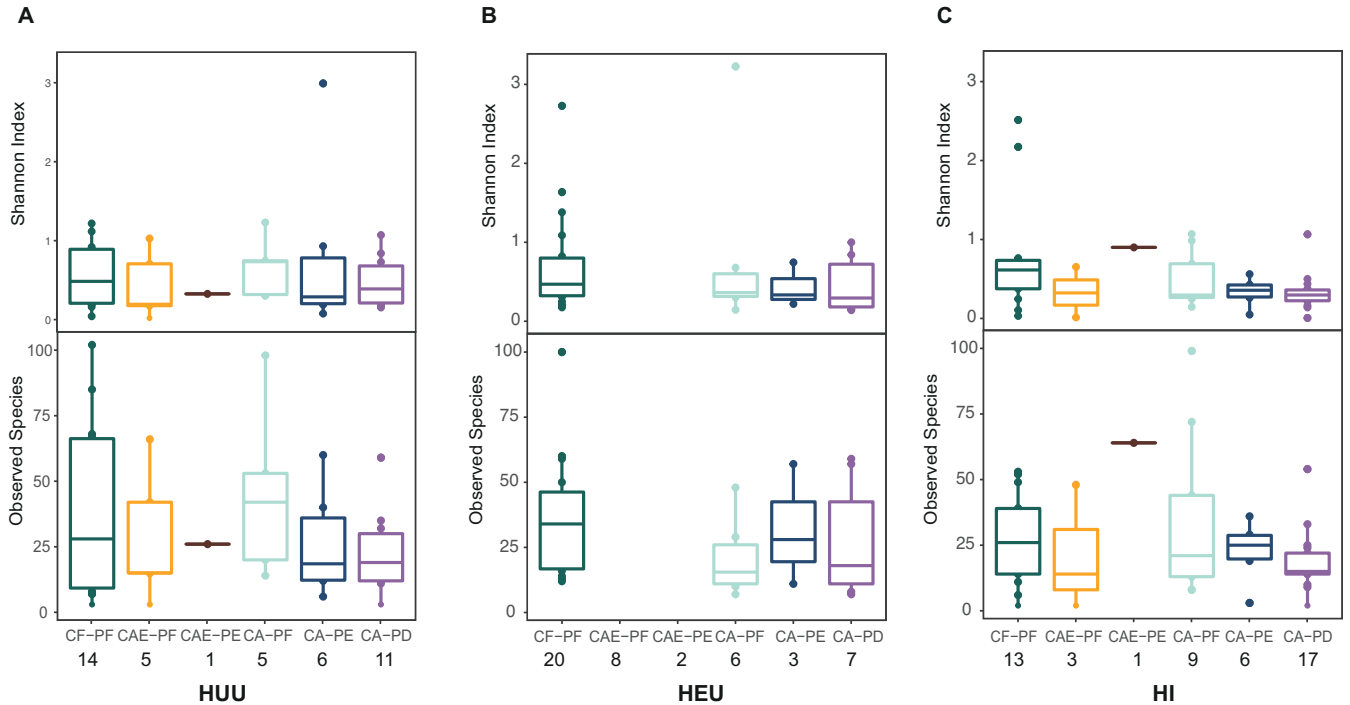 A
B
C
Shannon Index
3
2
1
0
Observed Species
100
75
50
25
0
CF−PF CAE−PF CAE−PE CA−PF CA−PE CA−PD
14 5 1 5 6 11
HUU
Shannon Index
3
2
1
0
Observed Species
100
75
50
25
0
CF−PF CAE−PF CAE−PE CA−PF CA−PE CA−PD
20 8 2 6 3 7
HEU
Shannon Index
3
2
1
0
Observed Species
100
75
50
25
0
CF−PF CAE−PF CAE−PE CA−PF CA−PE CA−PD
13 3 1 9 6 17
HI